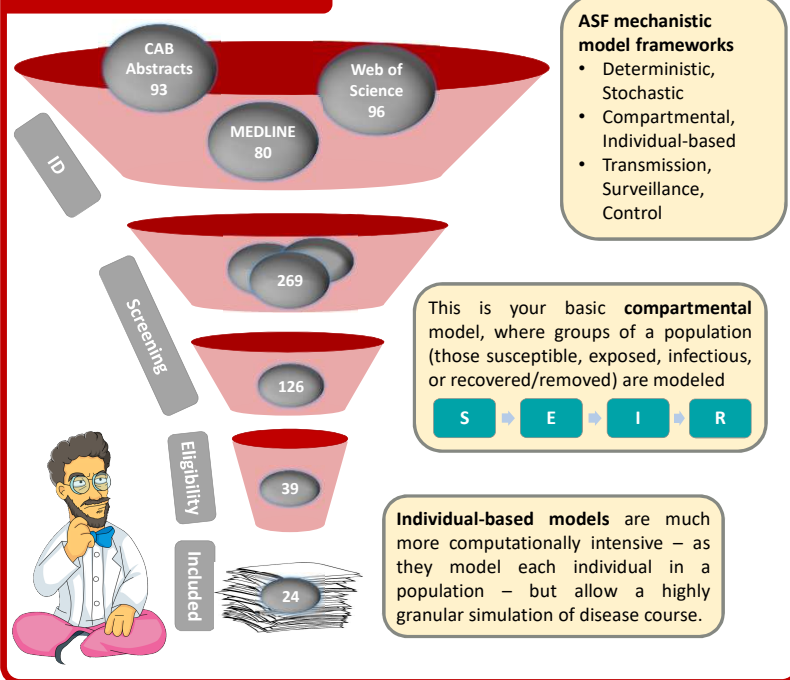 CAB
Abstracts
93
Web of
Science
96
MEDLINE
80
ID
269
Screening
126
Eligibility
39
Included
24
ASF mechanistic
model frameworks
• Deterministic,
Stochastic
• Compartmental,
Individual-based
• Transmission,
Surveillance,
Control
This is your basic compartmental
model, where groups of a population
(those susceptible, exposed, infectious,
or recovered/removed) are modeled
S E I R
Individual-based models are much
more computationally intensive – as
they model each individual in a
population – but allow a highly
granular simulation of disease course.